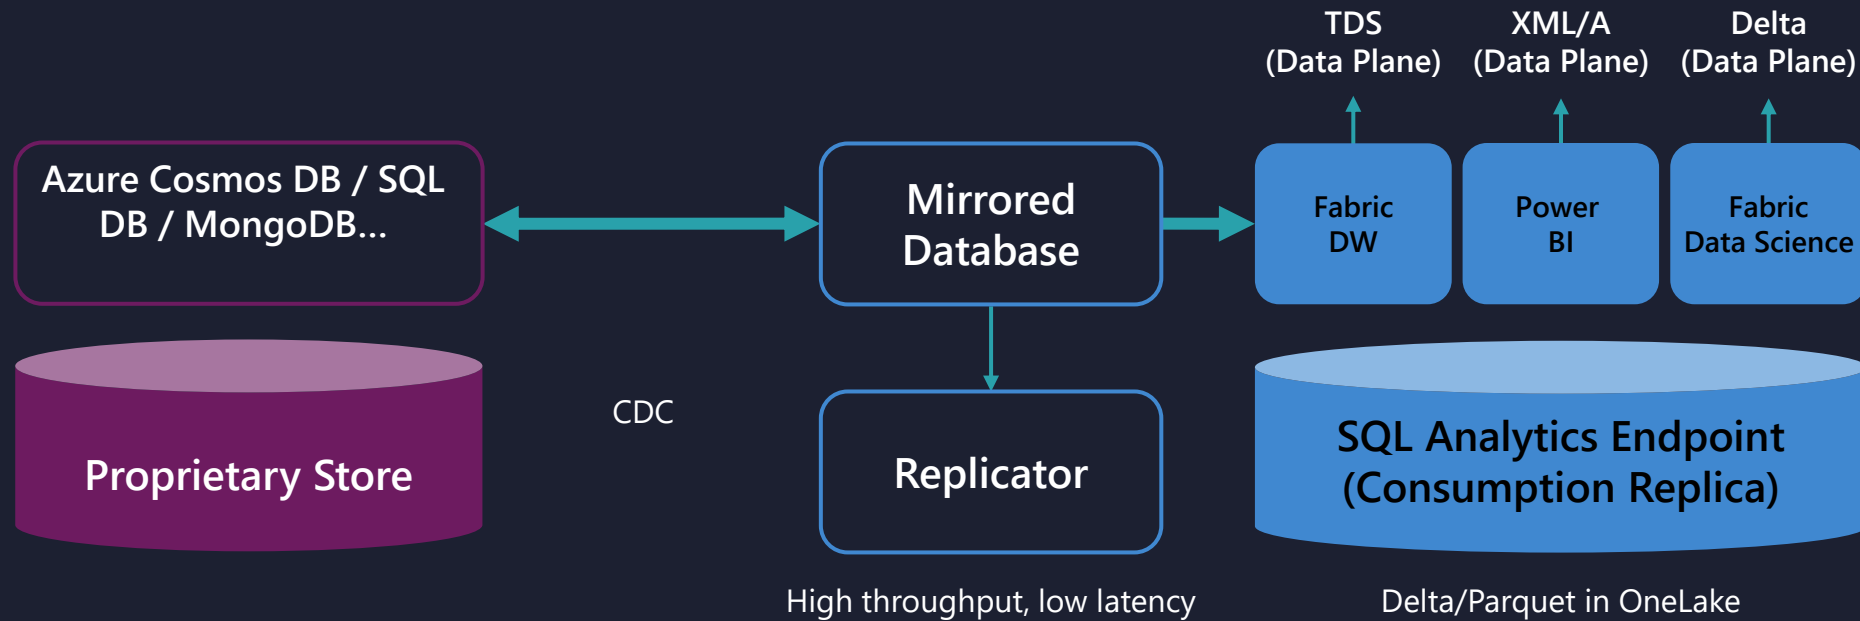 TDS
(Data Plane)
XML/A
(Data Plane)
Delta
(Data Plane)
Azure Cosmos DB / SQL
DB / MongoDB...
Mirrored
Database
Fabric
DW
Power
BI
Fabric
Data Science
Proprietary Store
CDC
Replicator
SQL Analytics Endpoint
(Consumption Replica)
High throughput, low latency
Delta/Parquet in OneLake